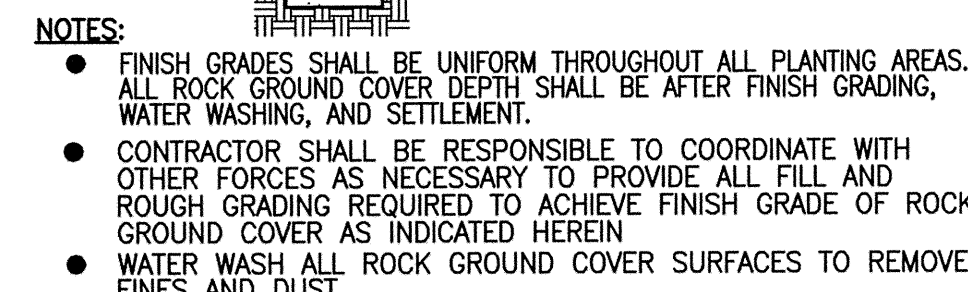 NOTES:
● FINISH GRADES SHALL BE UNIFORM THROUGHOUT ALL PLANTING AREAS.
ALL ROCK GROUND COVER DEPTH SHALL BE AFTER FINISH GRADING,
WATER WASHING, AND SETTLEMENT.
● CONTRACTOR SHALL BE RESPONSIBLE TO COORDINATE WITH
OTHER FORCES AS NECESSARY TO PROVIDE ALL FILL AND
ROUGH GRADING REQUIRED TO ACHIEVE FINISH GRADE OF ROCK
GROUND COVER AS INDICATED HEREIN
● WATER WASH ALL ROCK GROUND COVER SURFACES TO REMOVE
FINES AND DUST